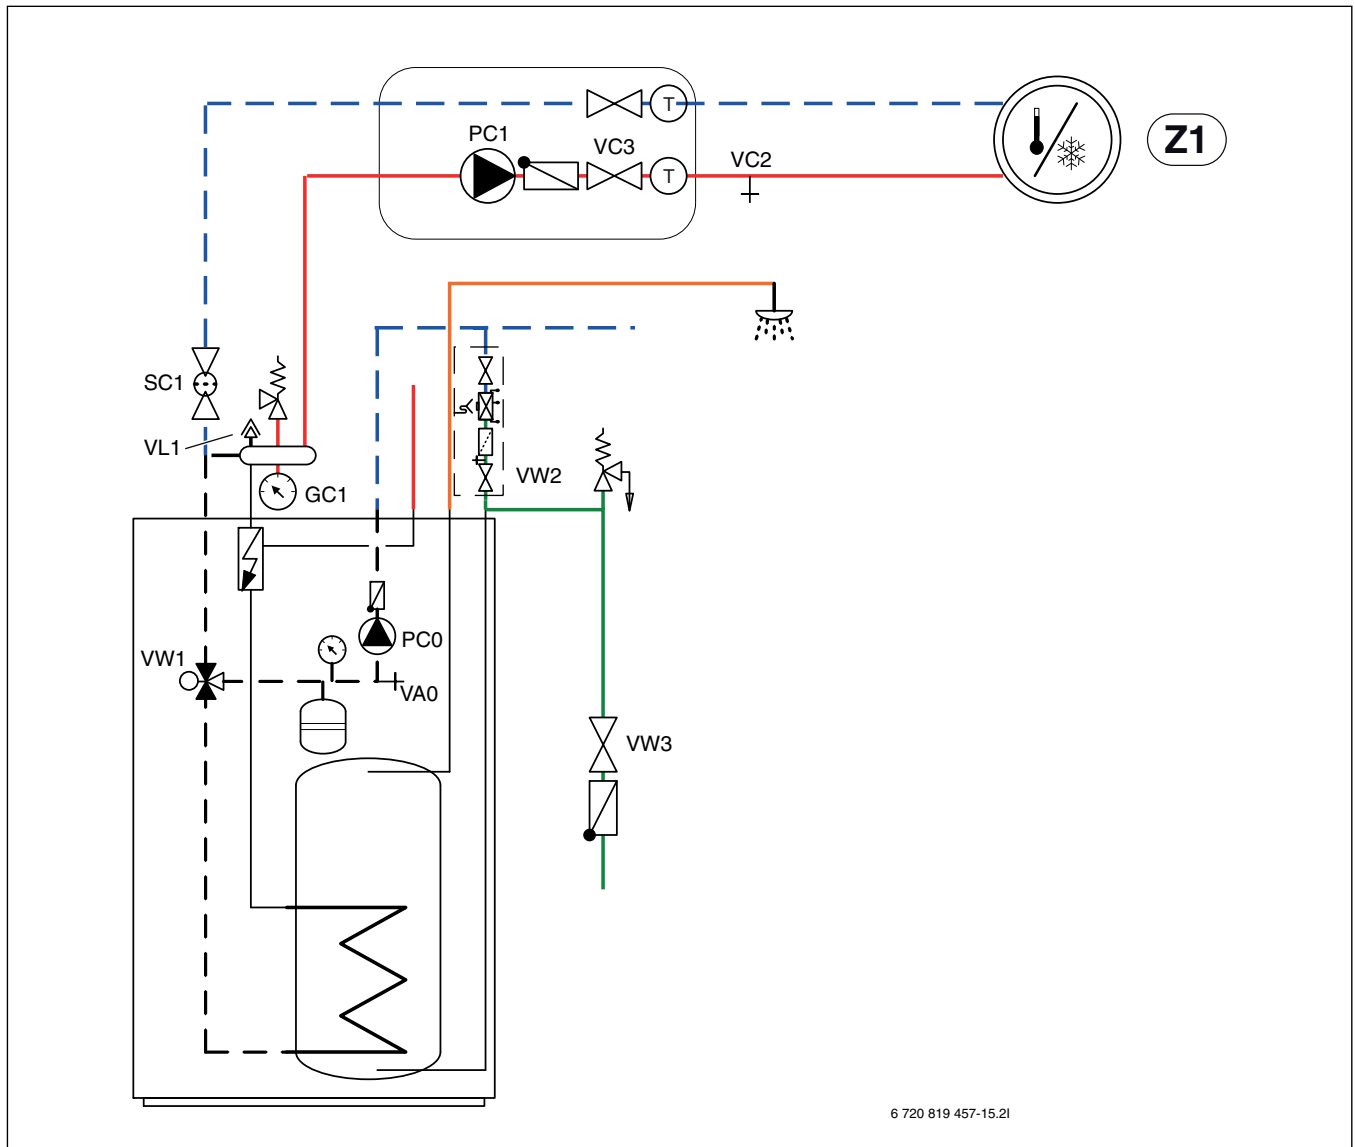 T
PC1
VC3
VC2
T
Z1
SC1
VL1
GC1
VW2
PC0
VW1
VA0
VW3
6 720 819 457-15.2I